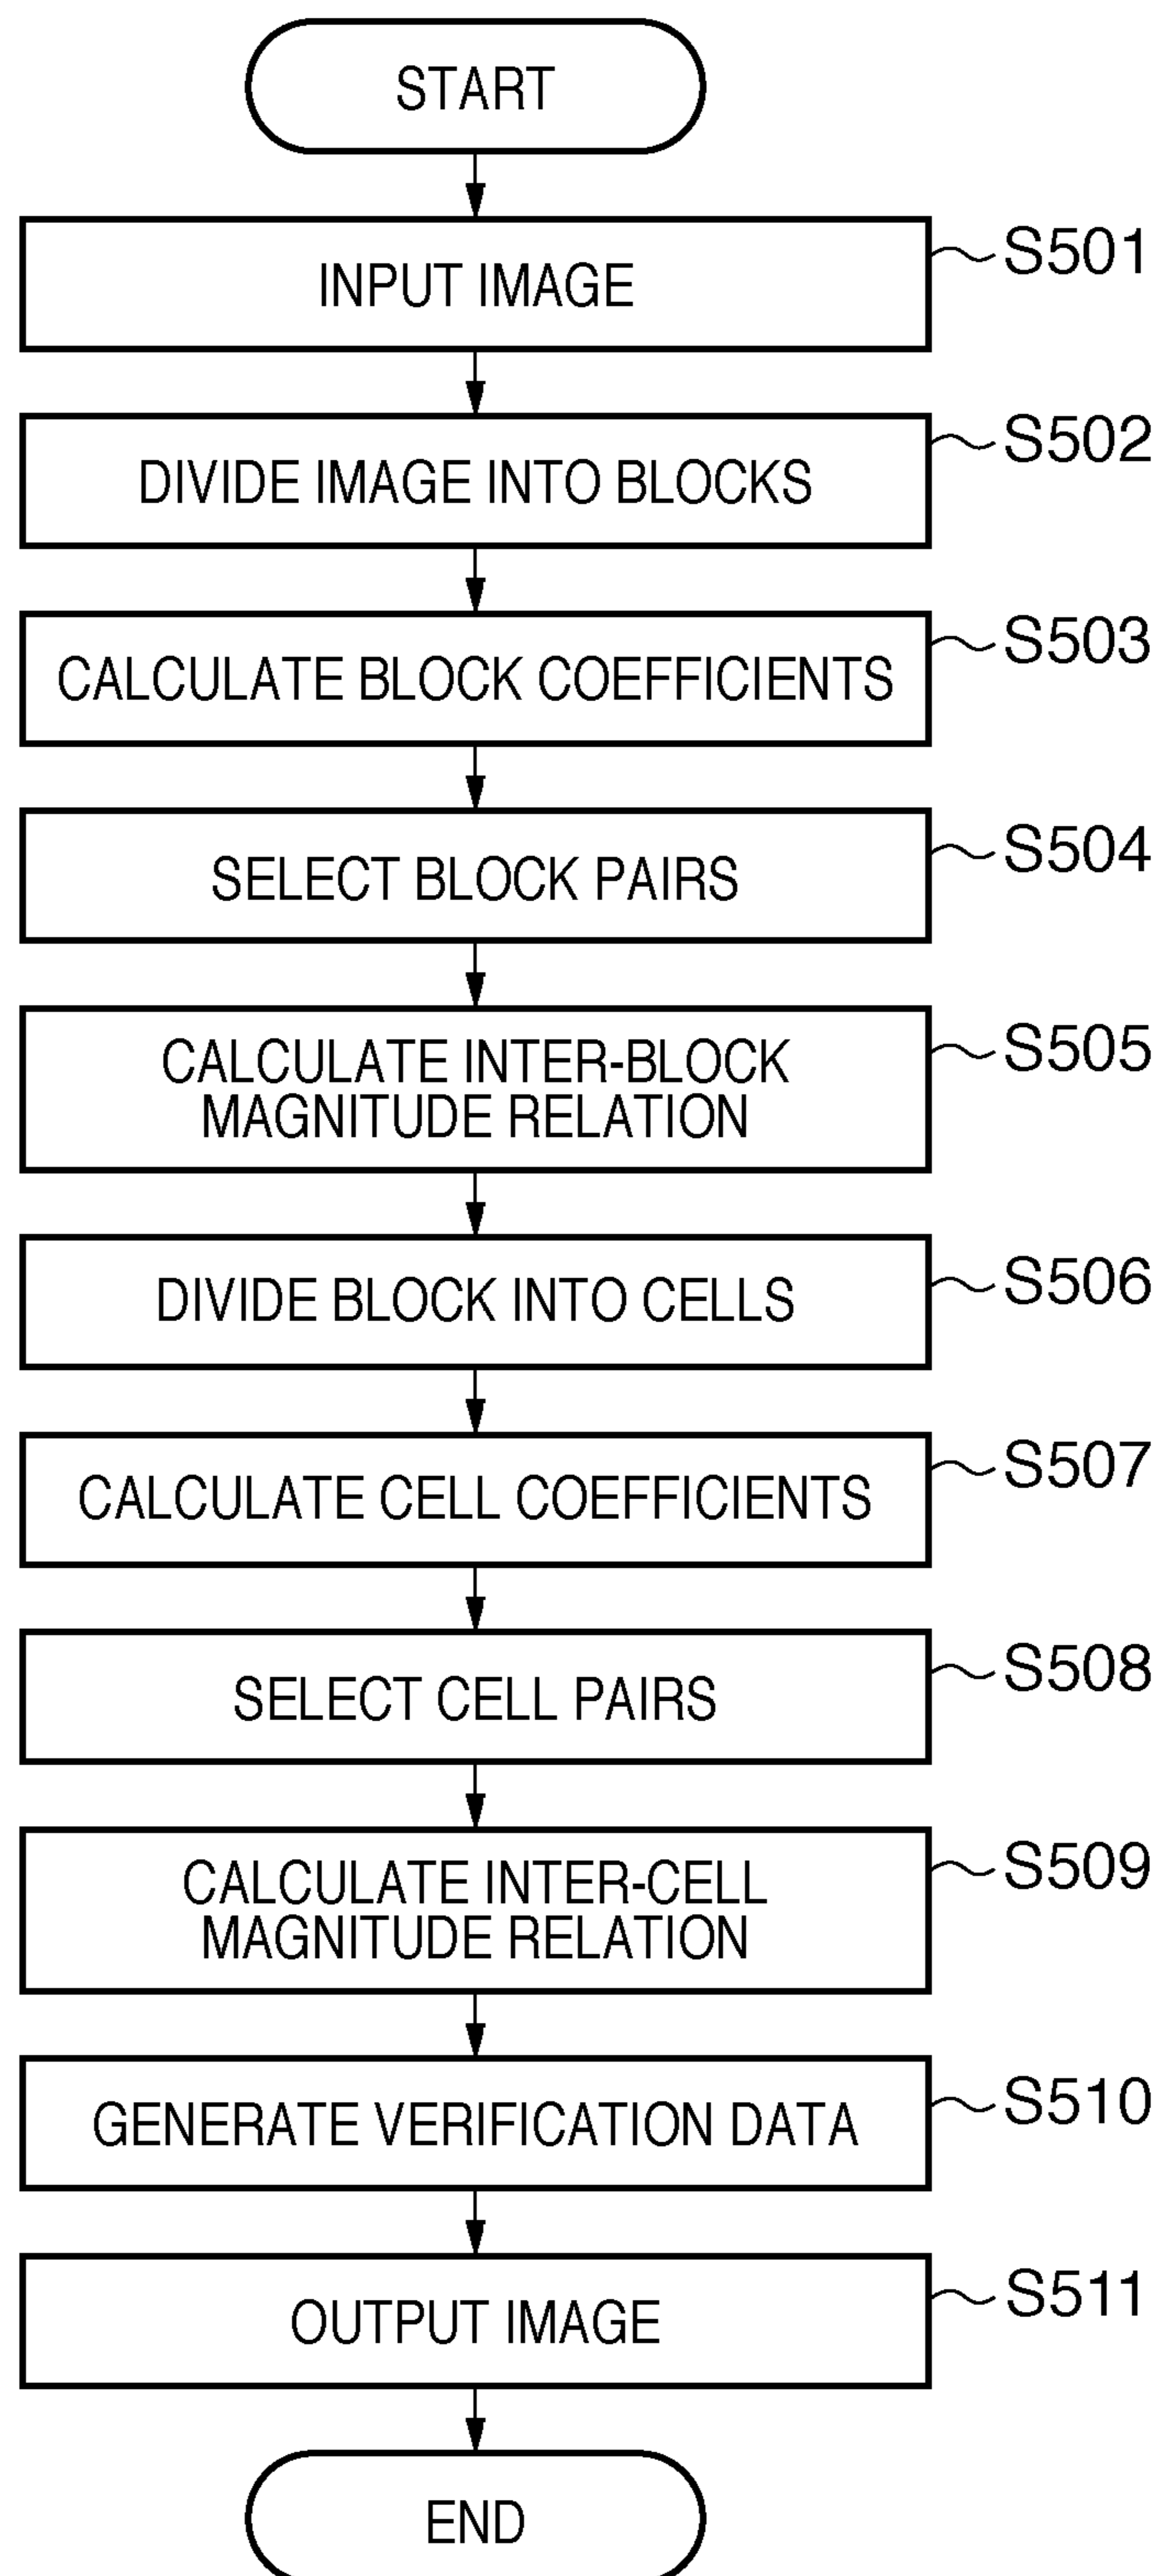 START
INPUT IMAGE
S501
DIVIDE IMAGE INTO BLOCKS
S502
CALCULATE BLOCK COEFFICIENTS
S503
SELECT BLOCK PAIRS
S504
CALCULATE INTER-BLOCK
MAGNITUDE RELATION
S505
DIVIDE BLOCK INTO CELLS
S506
CALCULATE CELL COEFFICIENTS
S507
SELECT CELL PAIRS
S508
CALCULATE INTER-CELL
MAGNITUDE RELATION
S509
GENERATE VERIFICATION DATA
S510
OUTPUT IMAGE
S511
END